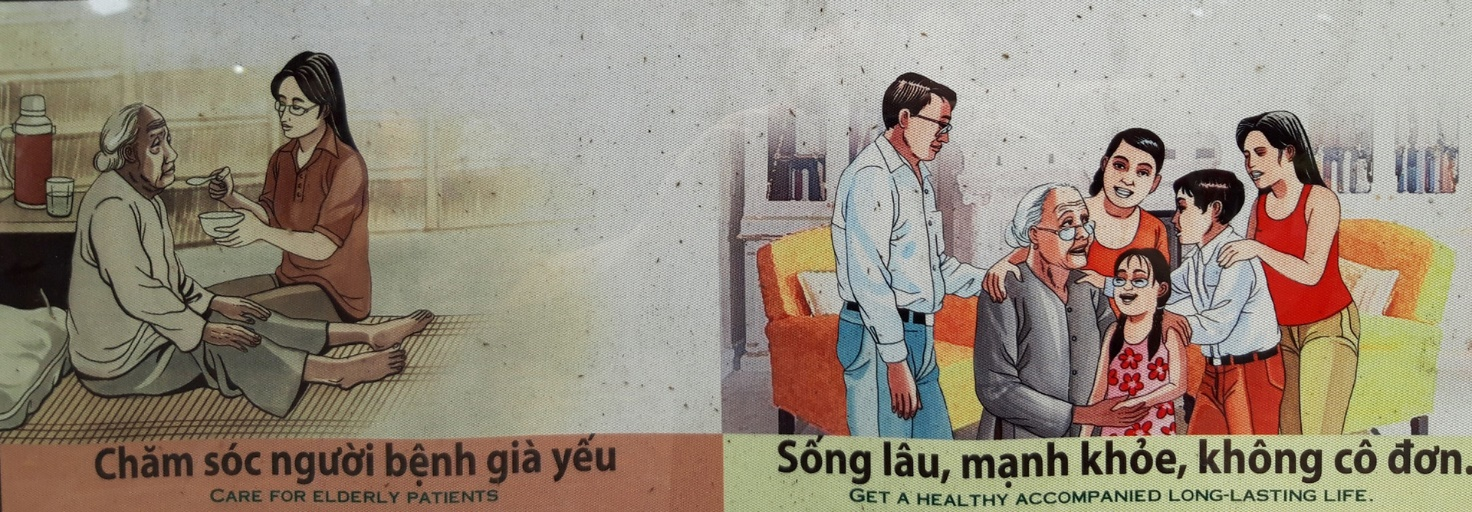 Chăm sóc người bệnh già yếu
CARE FOR ELDERLY PATIENTS
Sống lâu, mạnh khỏe, không cô đơn.
GET A HEALTHY ACCOMPANIED LONG-LASTING LIFE.